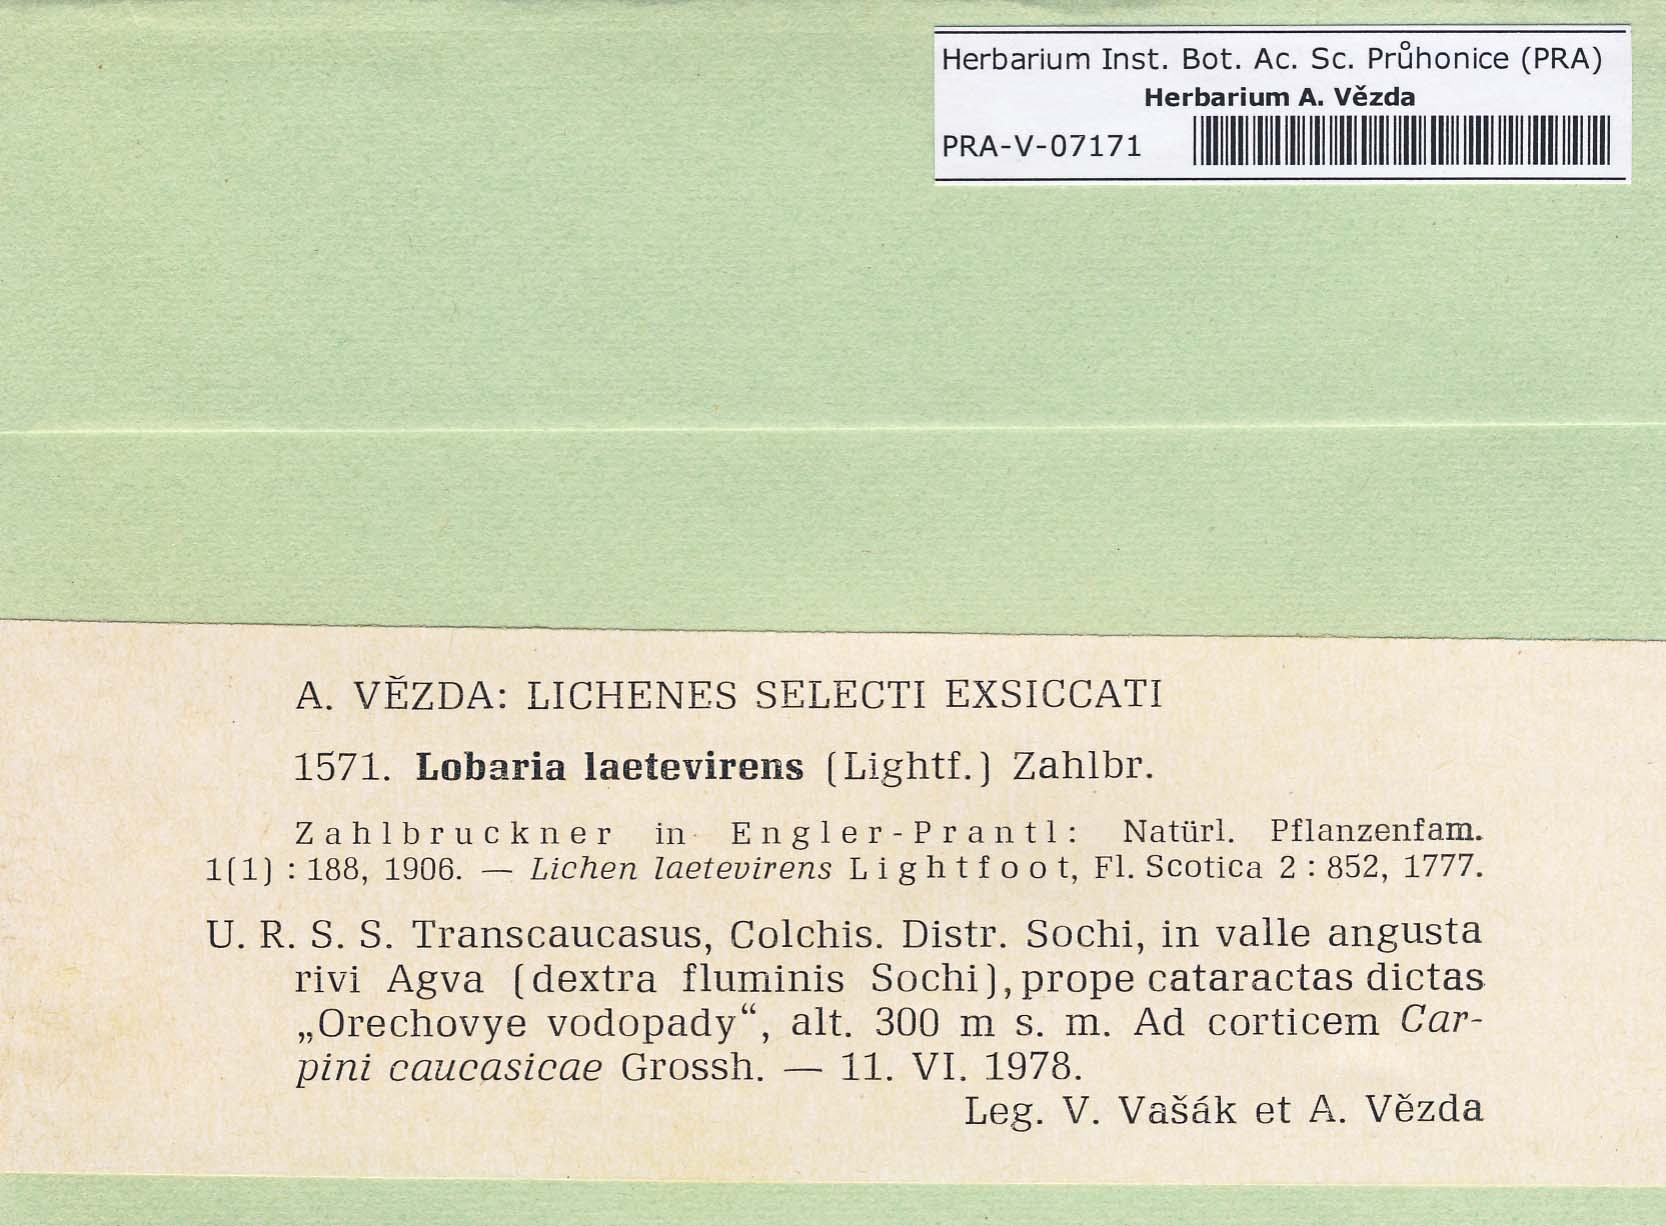 Herbarium Inst. Bot. Ac. Sc. Průhonice (PRA)
Herbarium A. Vězda
PRA-V-07171
A. VĚZDA: LICHENES SELECTI EXSICCATI
1571. Lobaria laetevirens (Lightf.) Zahlbr.
Zahlbruckner in Engler-Prantl: Natürl. Pflanzenfam.
1(1) : 188, 1906. — Lichen laetevirens Lightfoot, Fl. Scotica 2 : 852, 1777.
U. R. S. S. Transcaucasus, Colchis. Distr. Sochi, in valle angusta
rivi Agva (dextra fluminis Sochi), prope cataractas dictas
„Orechovye vodopady“, alt. 300 m s. m. Ad corticem Car-
pini caucasicae Grossh. — 11. VI. 1978.
Leg. V. Vašák et A. Vězda